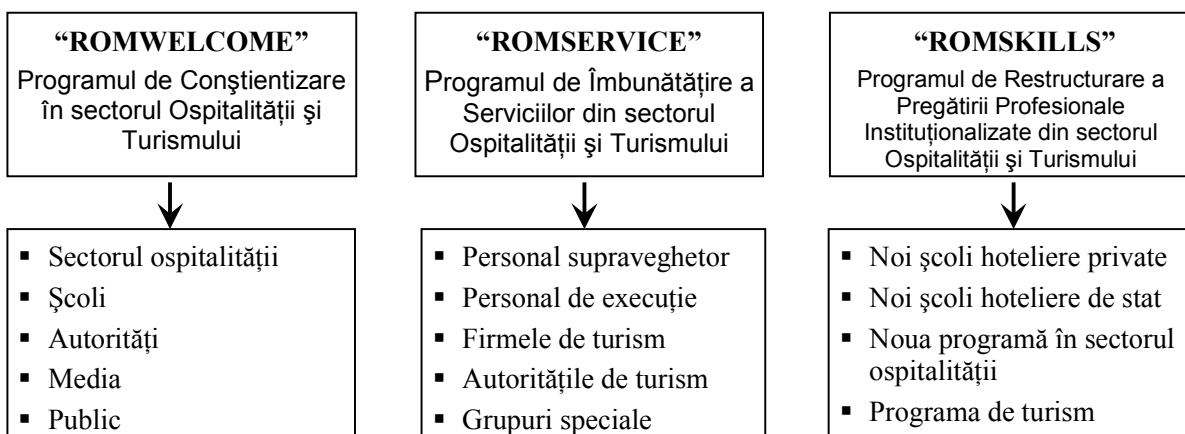 “ROMWELCOME”
Programul de Conştientizare
în sectorul Ospitalității şi
Turismului
▪ Sectorul ospitalității
▪ Şcoli
▪ Autorități
▪ Media
▪ Public
“ROMSERVICE”
Programul de Îmbunătățire a
Serviciilor din sectorul
Ospitalității şi Turismului
▪ Personal supraveghetor
▪ Personal de execuție
▪ Firmele de turism
▪ Autoritățile de turism
▪ Grupuri speciale
“ROMSKILLS”
Programul de Restructurare a
Pregătirii Profesionale
Instituționalizate din sectorul
Ospitalității şi Turismului
▪ Noi şcoli hoteliere private
▪ Noi şcoli hoteliere de stat
▪ Noua programă în sectorul
ospitalității
▪ Programa de turism